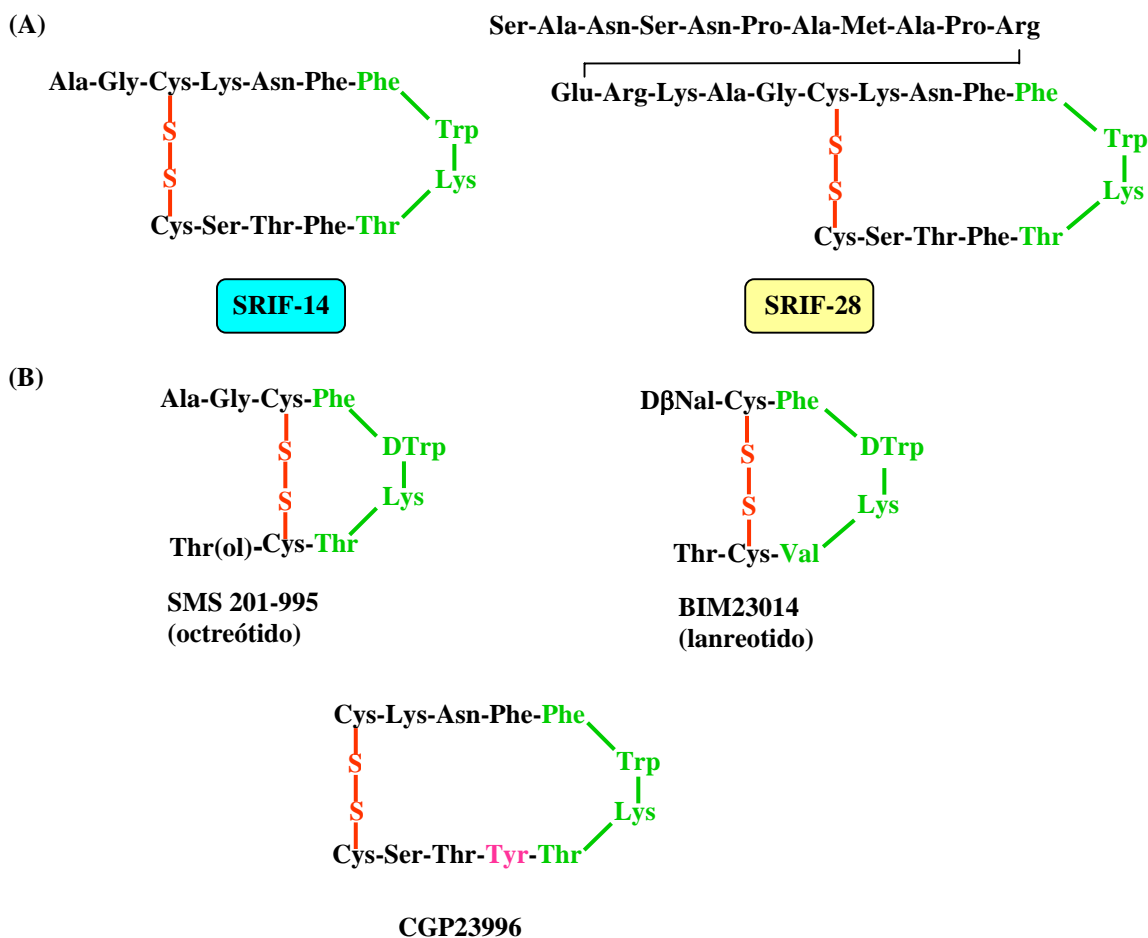 (A)
Ser-Ala-Asn-Ser-Asn-Pro-Ala-Met-Ala-Pro-Arg
Ala-Gly-Cys-Lys-Asn-Phe-Phe
S
S
Trp
Lys
Cys-Ser-Thr-Phe-Thr
SRIF-14
Glu-Arg-Lys-Ala-Gly-Cys-Lys-Asn-Phe-Phe
S
S
Trp
Lys
Cys-Ser-Thr-Phe-Thr
SRIF-28
(B)
Ala-Gly-Cys-Phe
S
S
DTrp
Lys
Thr(ol)-Cys-Thr
SMS 201-995
(octreótido)
DβNal-Cys-Phe
S
S
DTrp
Lys
Thr-Cys-Val
BIM23014
(lanreotido)
Cys-Lys-Asn-Phe-Phe
S
S
Trp
Lys
Cys-Ser-Thr-Tyr-Thr
CGP23996